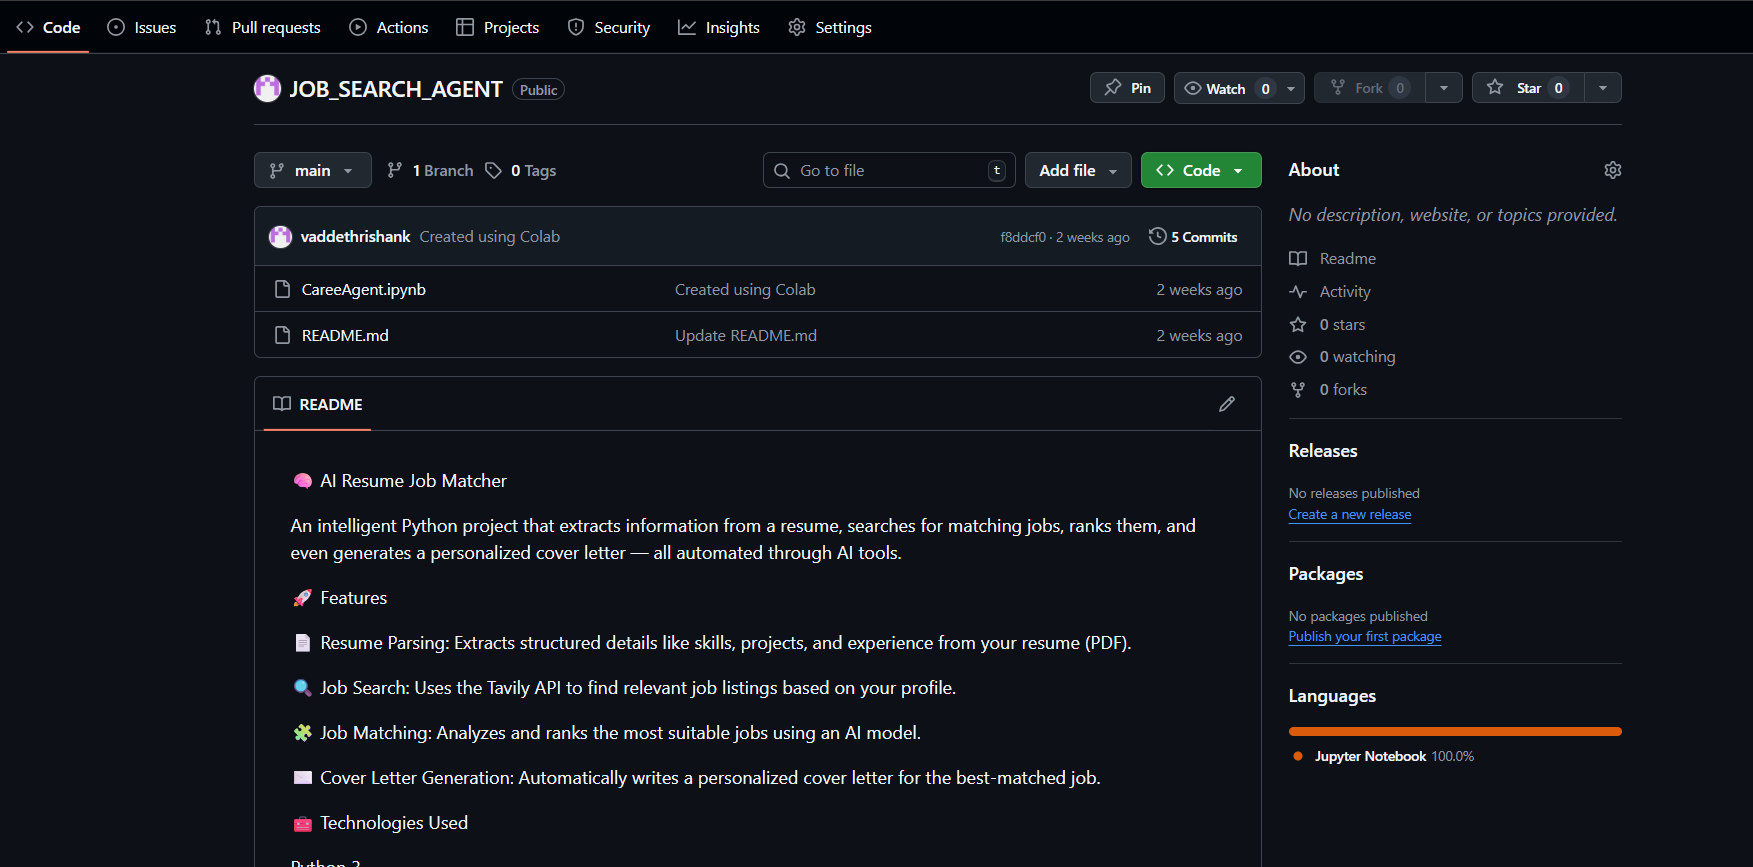 Code Issues Pull requests Actions Projects Security Insights Settings
JOB_SEARCH_AGENT Public
Pin Watch 0 Fork 0 Star 0
main 1 Branch 0 Tags
Go to file t Add file Code
vaddethrishank Created using Colab f8ddcf0 · 2 weeks ago 5 Commits
CareeAgent.ipynb Created using Colab 2 weeks ago
README.md Update README.md 2 weeks ago
README
🧠 AI Resume Job Matcher
An intelligent Python project that extracts information from a resume, searches for matching jobs, ranks them, and
even generates a personalized cover letter — all automated through AI tools.
🚀 Features
📄 Resume Parsing: Extracts structured details like skills, projects, and experience from your resume (PDF).
🔍 Job Search: Uses the Tavily API to find relevant job listings based on your profile.
🧩 Job Matching: Analyzes and ranks the most suitable jobs using an AI model.
✉️ Cover Letter Generation: Automatically writes a personalized cover letter for the best-matched job.
🧰 Technologies Used
Python 3
About
No description, website, or topics provided.
Readme
Activity
0 stars
0 watching
0 forks
Releases
No releases published
Create a new release
Packages
No packages published
Publish your first package
Languages
Jupyter Notebook 100.0%